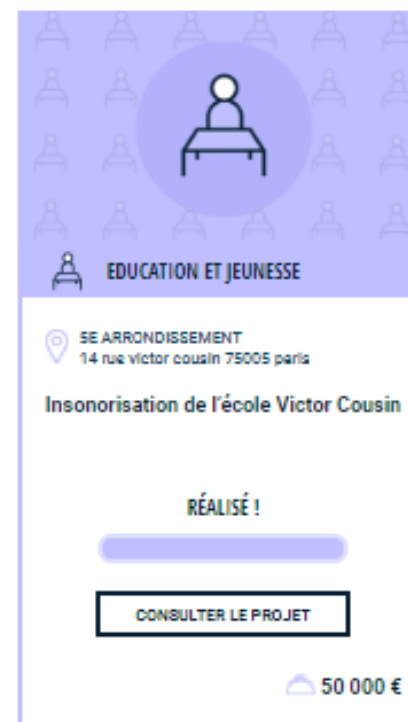 EDUCATION ET JEUNESSE
5E ARRONDISSEMENT
14 rue victor cousin 75005 paris
Insonorisation de l'école Victor Cousin
RÉALISÉ !
CONSULTER LE PROJET
50 000 €